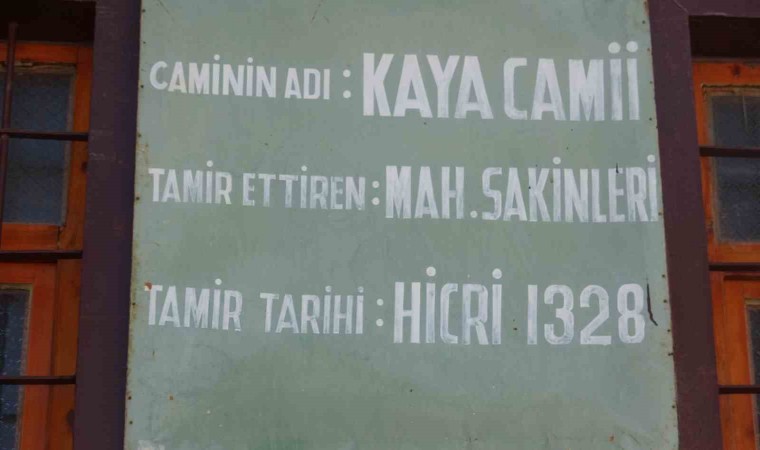 CAMİNİN ADI : KAYA CAMİİ
TAMİR ETTİREN : MAH. SAKİNLERİ
TAMİR TARİHİ : HİCRİ 1328